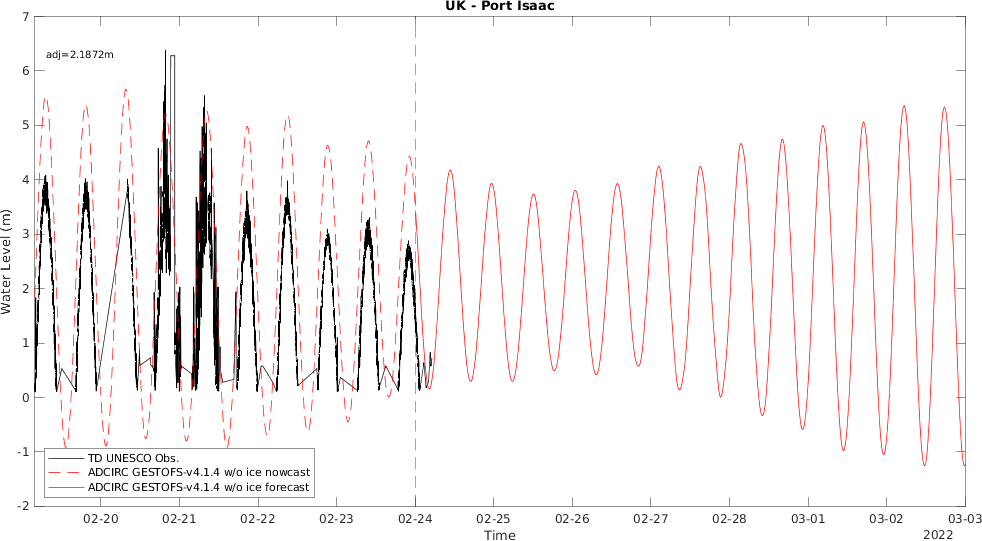 UK - Port Isaac
adj=2.1872m
7
6
5
4
3
2
1
0
-1
-2
Water Level (m)
TD UNESCO Obs.
ADCIRC GESTOFS-v4.1.4 w/o ice nowcast
ADCIRC GESTOFS-v4.1.4 w/o ice forecast
02-20 02-21 02-22 02-23 02-24 02-25 02-26 02-27 02-28 03-01 03-02 03-03
Time
2022